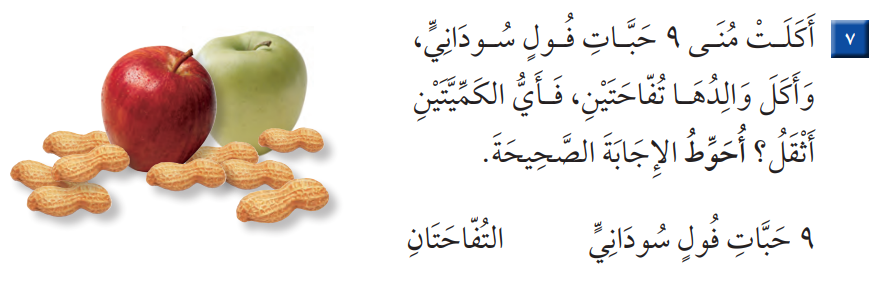 ٧ أَكَلَتْ مُنَى ٩ حَبَّاتِ فُولٍ سُودَانِيٍّ،
وَأَكَلَ وَالِدُهَا تُفّاحَتَيْنِ، فَأَيُّ الكَمِّيَّتَيْنِ
أَثْقَلُ؟ أُحَوِّطُ الإِجَابَةَ الصَّحِيحَةَ.
٩ حَبَّاتِ فُولٍ سُودَانِيٍّ التُفّاحَتَانِ